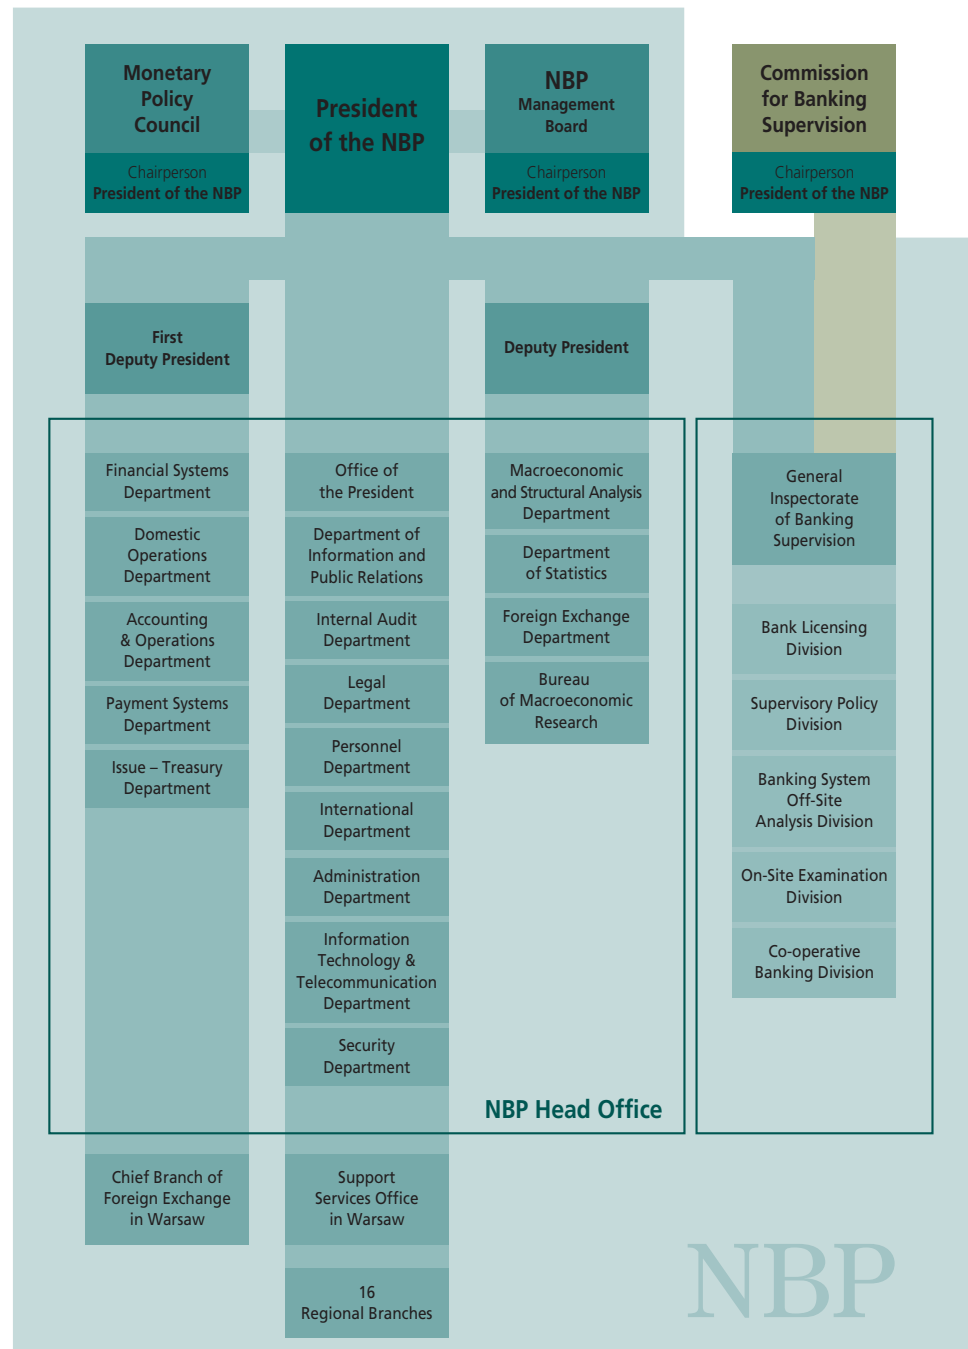 Monetary
Policy
Council
Chairperson
President of the NBP
President
of the NBP
NBP
Management
Board
Chairperson
President of the NBP
Commission
for Banking
Supervision
Chairperson
President of the NBP
First
Deputy President
Deputy President
Financial Systems
Department
Domestic
Operations
Department
Accounting
& Operations
Department
Payment Systems
Department
Issue – Treasury
Department
Office of
the President
Department of
Information and
Public Relations
Internal Audit
Department
Legal
Department
Personnel
Department
International
Department
Administration
Department
Information
Technology &
Telecommunication
Department
Security
Department
Macroeconomic
and Structural Analysis
Department
Department
of Statistics
Foreign Exchange
Department
Bureau
of Macroeconomic
Research
General
Inspectorate
of Banking
Supervision
Bank Licensing
Division
Supervisory Policy
Division
Banking System
Off-Site
Analysis Division
On-Site Examination
Division
Co-operative
Banking Division
NBP Head Office
Chief Branch of
Foreign Exchange
in Warsaw
Support
Services Office
in Warsaw
16
Regional Branches
NBP